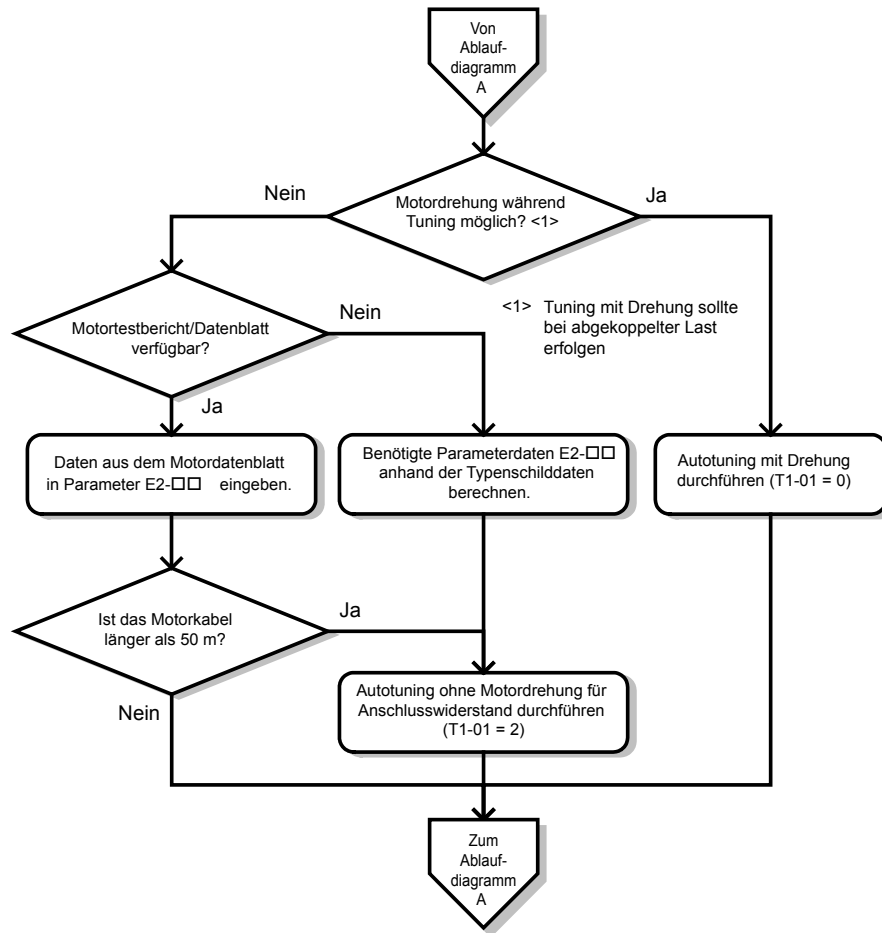 Von
Ablauf-
diagramm
A
Motordrehung während
Tuning möglich? <1>
Nein
Ja
<1> Tuning mit Drehung sollte
bei abgekoppelter Last
erfolgen
Motortestbericht/Datenblatt
verfügbar?
Nein
Ja
Daten aus dem Motordatenblatt
in Parameter E2-□□ eingeben.
Benötigte Parameterdaten E2-□□
anhand der Typenschilddaten
berechnen.
Autotuning mit Drehung
durchführen (T1-01 = 0)
Ist das Motorkabel
länger als 50 m?
Ja
Nein
Autotuning ohne Motordrehung für
Anschlusswiderstand durchführen
(T1-01 = 2)
Zum
Ablauf-
diagramm
A